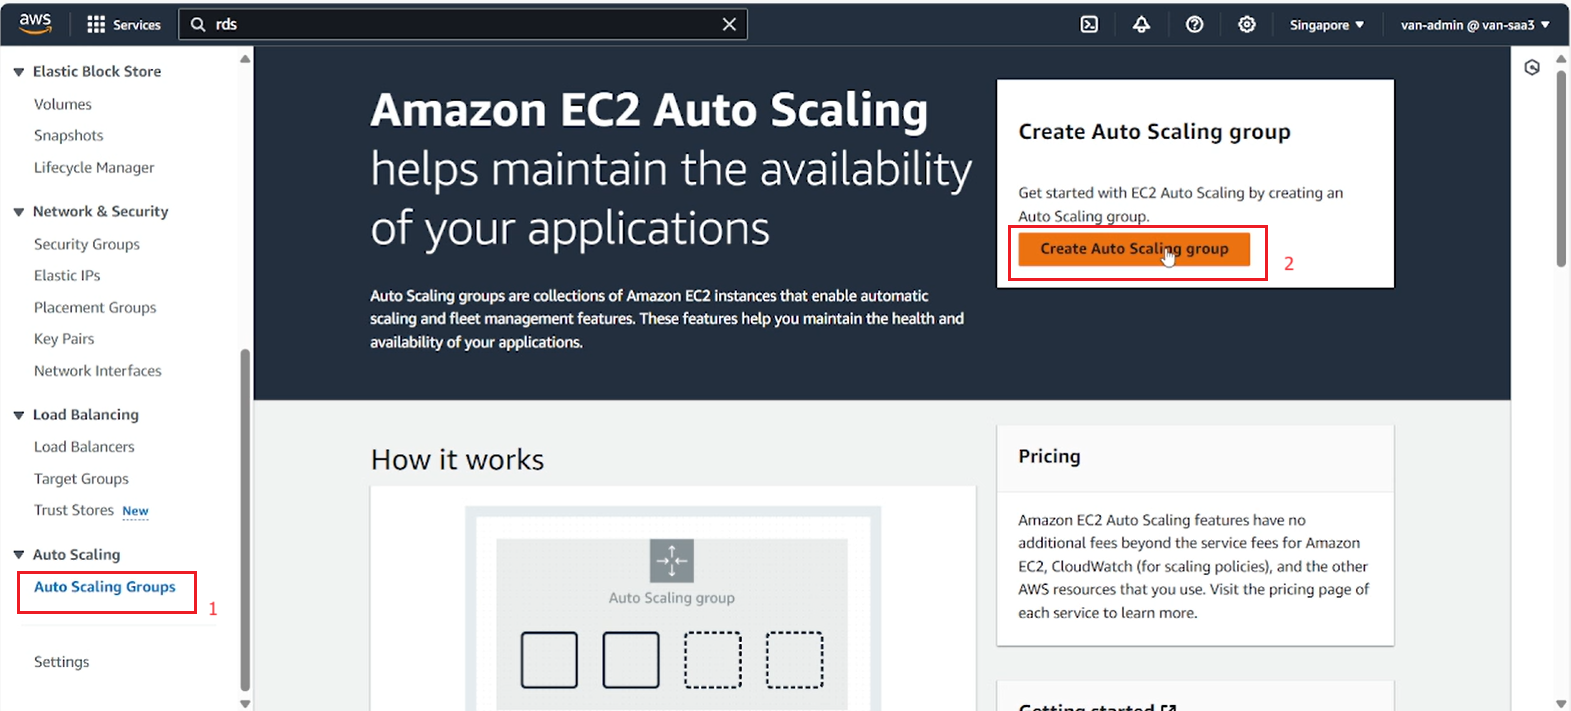 aws
Services
rds
Singapore
van-admin @ van-saa3
Elastic Block Store
Volumes
Snapshots
Lifecycle Manager
Network & Security
Security Groups
Elastic IPs
Placement Groups
Key Pairs
Network Interfaces
Load Balancing
Load Balancers
Target Groups
Trust Stores New
Auto Scaling
Auto Scaling Groups
1
Settings
Amazon EC2 Auto Scaling
helps maintain the availability
of your applications
Auto Scaling groups are collections of Amazon EC2 instances that enable automatic
scaling and fleet management features. These features help you maintain the health and
availability of your applications.
Create Auto Scaling group
Get started with EC2 Auto Scaling by creating an
Auto Scaling group.
Create Auto Scaling group
2
How it works
Auto Scaling group
Pricing
Amazon EC2 Auto Scaling features have no
additional fees beyond the service fees for Amazon
EC2, CloudWatch (for scaling policies), and the other
AWS resources that you use. Visit the pricing page of
each service to learn more.
Getting started